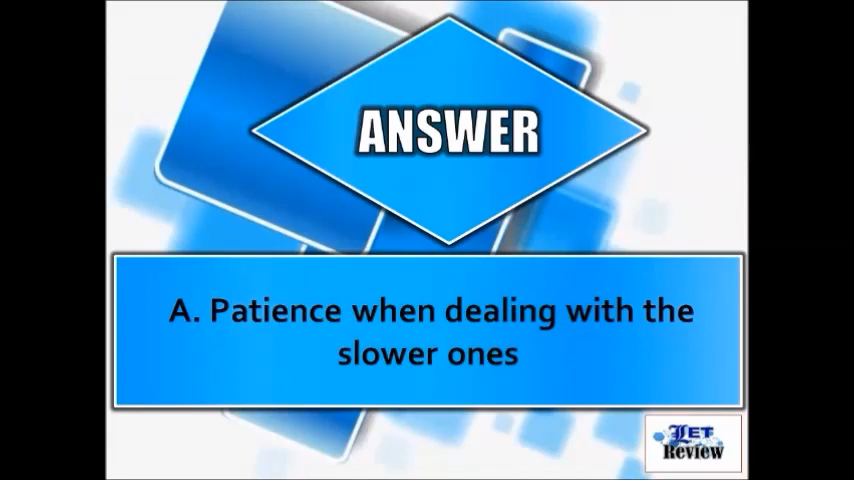 ANSWER
A. Patience when dealing with the
slower ones
LET
Review